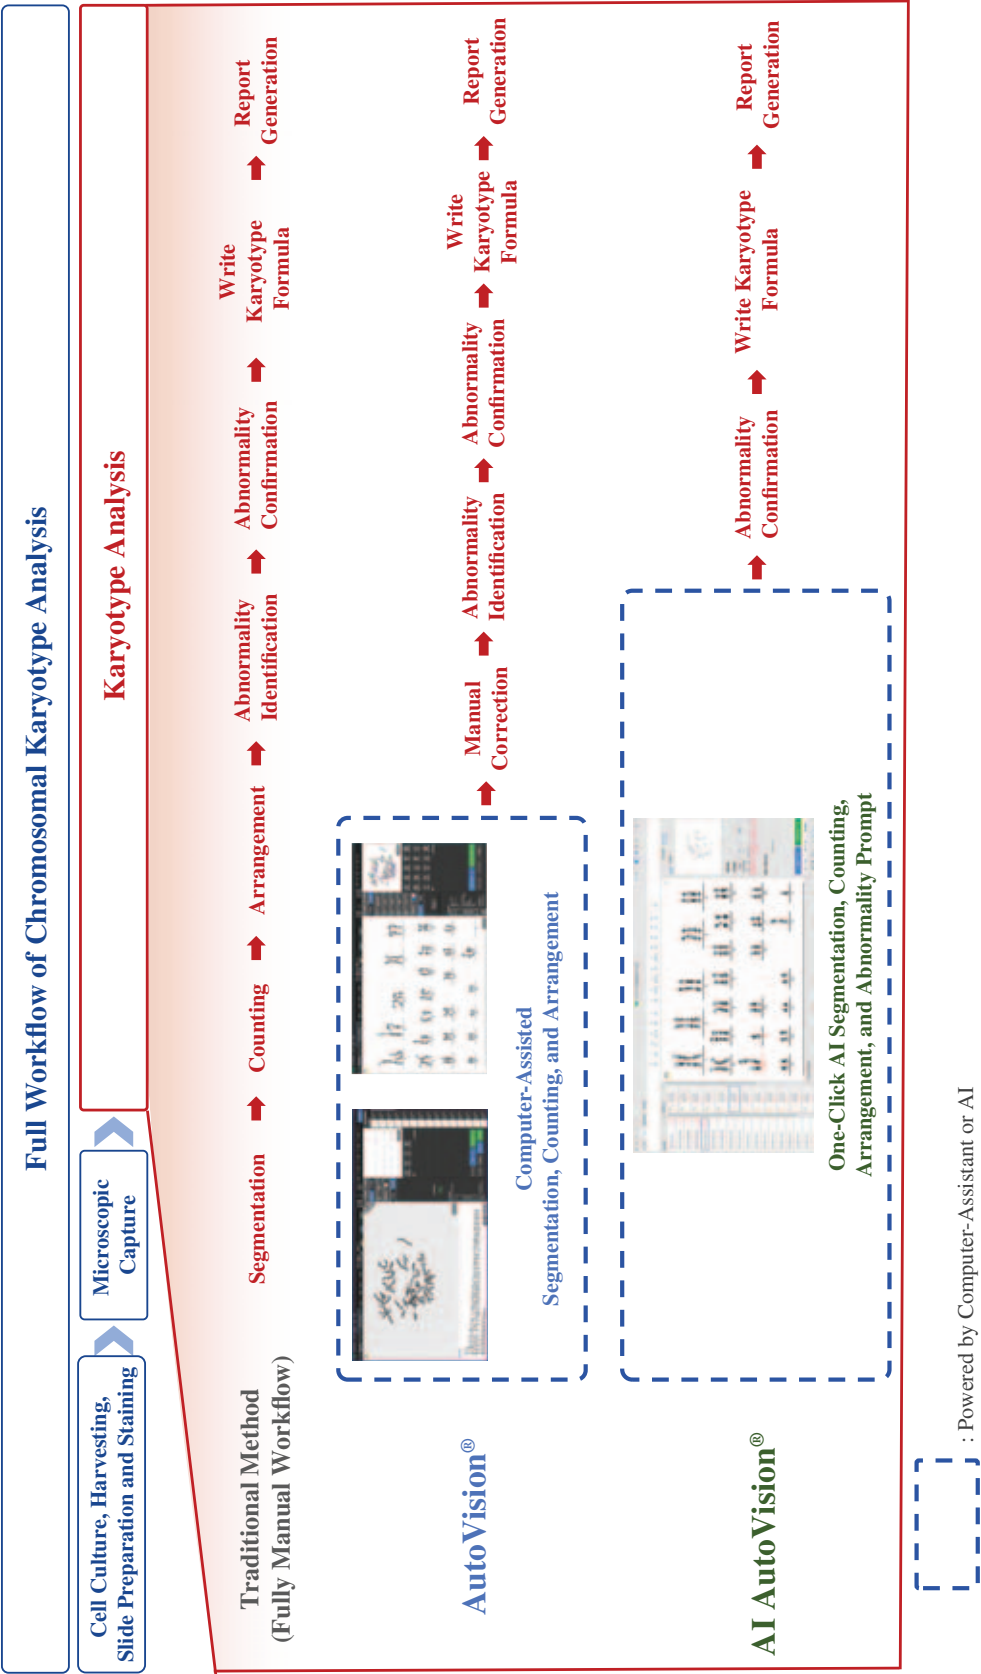 Full Workflow of Chromosomal Karyotype Analysis
Cell Culture, Harvesting,
Slide Preparation and Staining
Microscopic
Capture
Karyotype Analysis
Traditional Method
(Fully Manual Workflow)
Segmentation
Counting
Arrangement
Abnormality
Identification
Abnormality
Confirmation
Write
Karyotype
Formula
Report
Generation
AutoVision®
Computer-Assisted
Segmentation, Counting, and Arrangement
Manual
Correction
Abnormality
Identification
Abnormality
Confirmation
Write
Karyotype
Formula
Report
Generation
AI AutoVision®
One-Click AI Segmentation, Counting,
Arrangement, and Abnormality Prompt
Abnormality
Confirmation
Write Karyotype
Formula
Report
Generation
: Powered by Computer-Assistant or AI